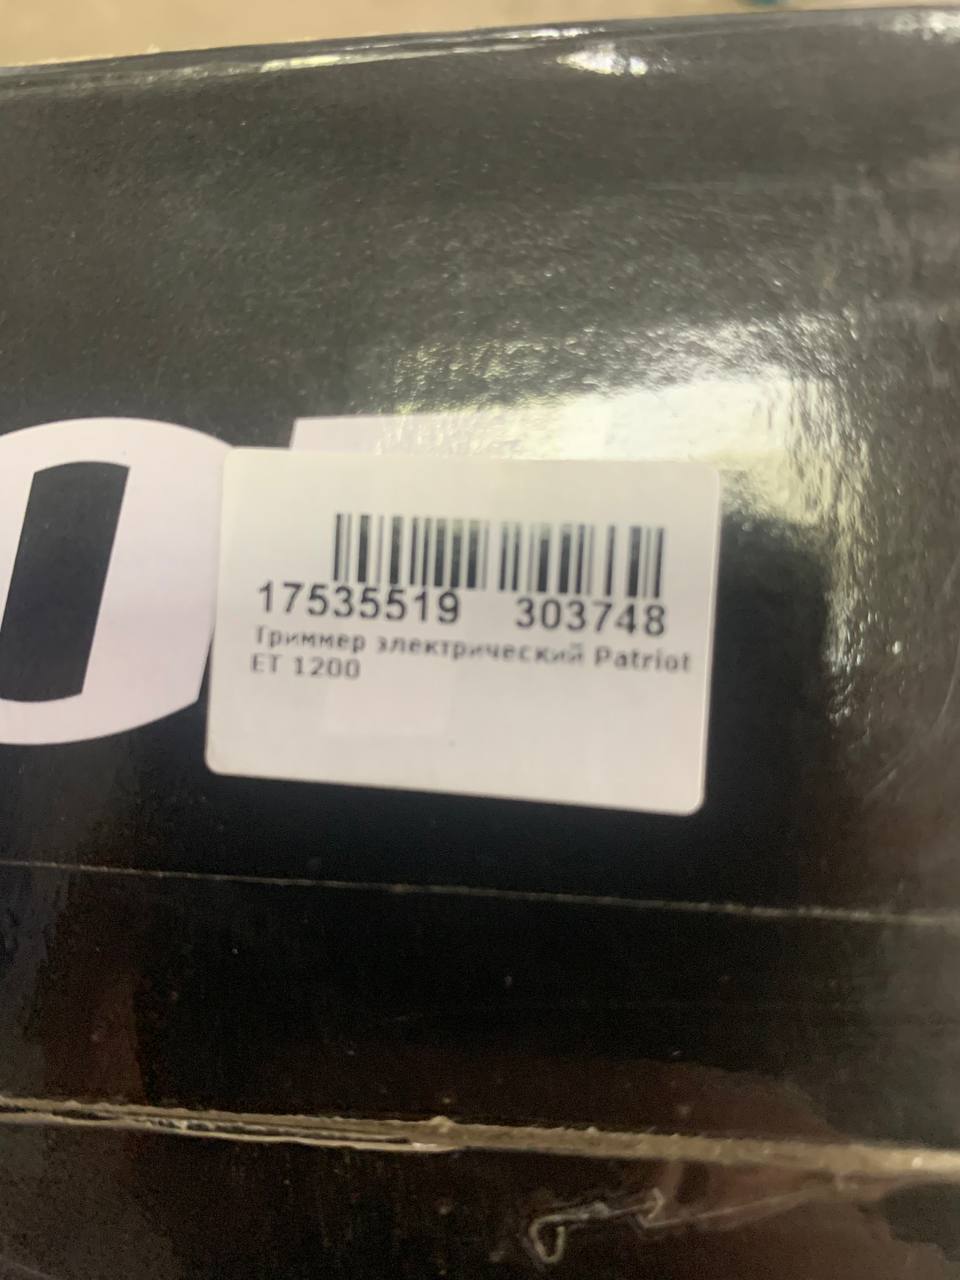 17535519 303748
Триммер электрический Patriot
ET 1200